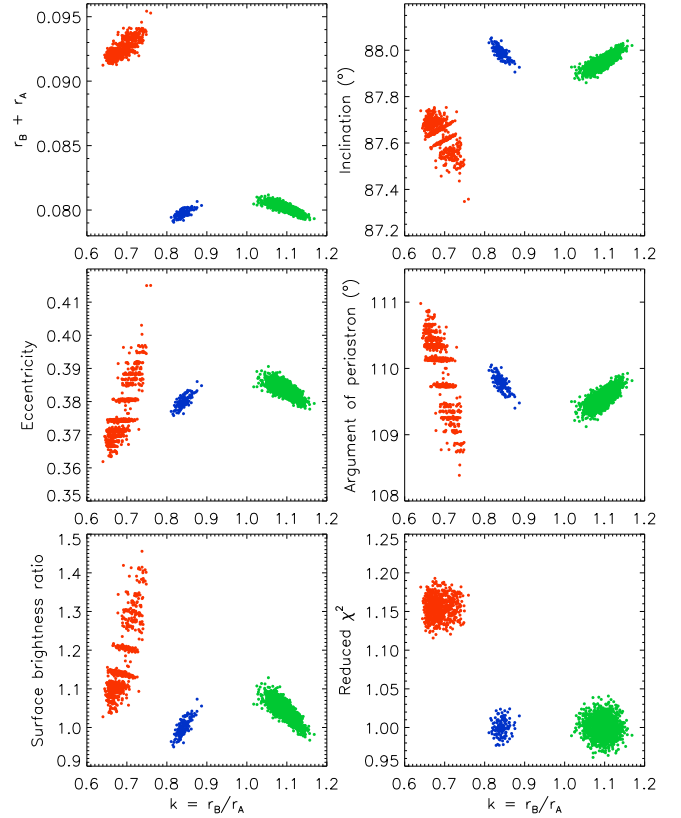 0.095
0.090
0.085
0.080
r_B + r_A
0.6 0.7 0.8 0.9 1.0 1.1 1.2
88.0
87.8
87.6
87.4
87.2
Inclination (°)
0.6 0.7 0.8 0.9 1.0 1.1 1.2
0.41
0.40
0.39
0.38
0.37
0.36
0.35
Eccentricity
0.6 0.7 0.8 0.9 1.0 1.1 1.2
111
110
109
108
Argument of periastron (°)
0.6 0.7 0.8 0.9 1.0 1.1 1.2
1.5
1.4
1.3
1.2
1.1
1.0
0.9
Surface brightness ratio
0.6 0.7 0.8 0.9 1.0 1.1 1.2
k = r_B/r_A
1.25
1.20
1.15
1.10
1.05
1.00
0.95
Reduced χ²
0.6 0.7 0.8 0.9 1.0 1.1 1.2
k = r_B/r_A